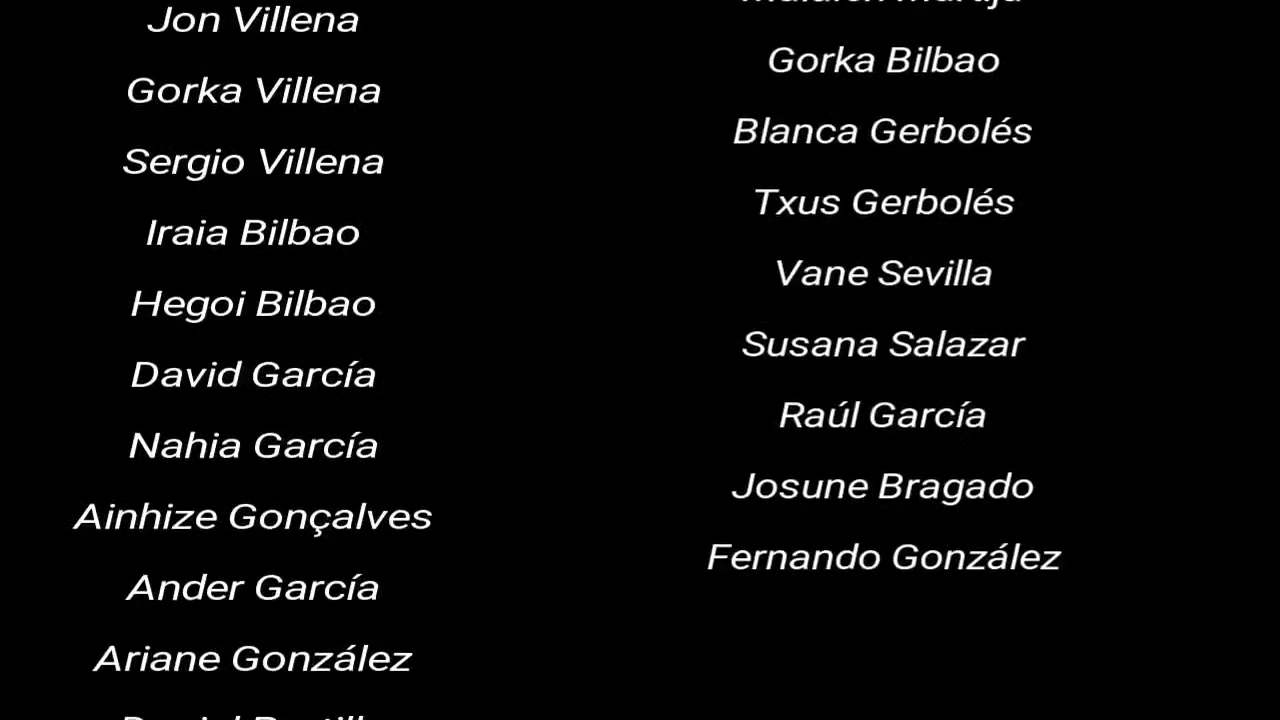 Jon Villena
Gorka Villena
Sergio Villena
Iraia Bilbao
Hegoi Bilbao
David García
Nahia García
Ainhize Gonçalves
Ander García
Ariane González
Gorka Bilbao
Blanca Gerbolés
Txus Gerbolés
Vane Sevilla
Susana Salazar
Raúl García
Josune Bragado
Fernando González